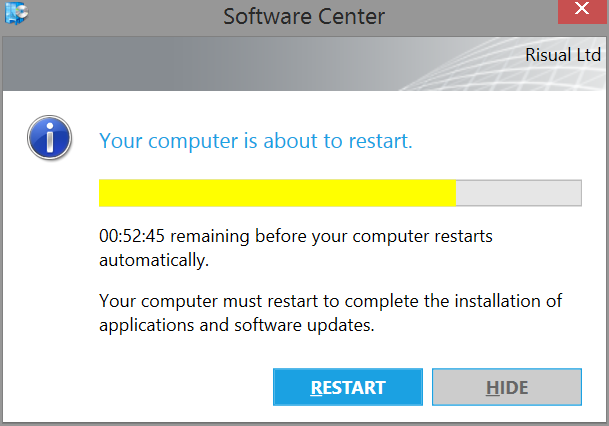 Software Center
Risual Ltd
Your computer is about to restart.
00:52:45 remaining before your computer restarts
automatically.
Your computer must restart to complete the installation of
applications and software updates.
RESTART
HIDE